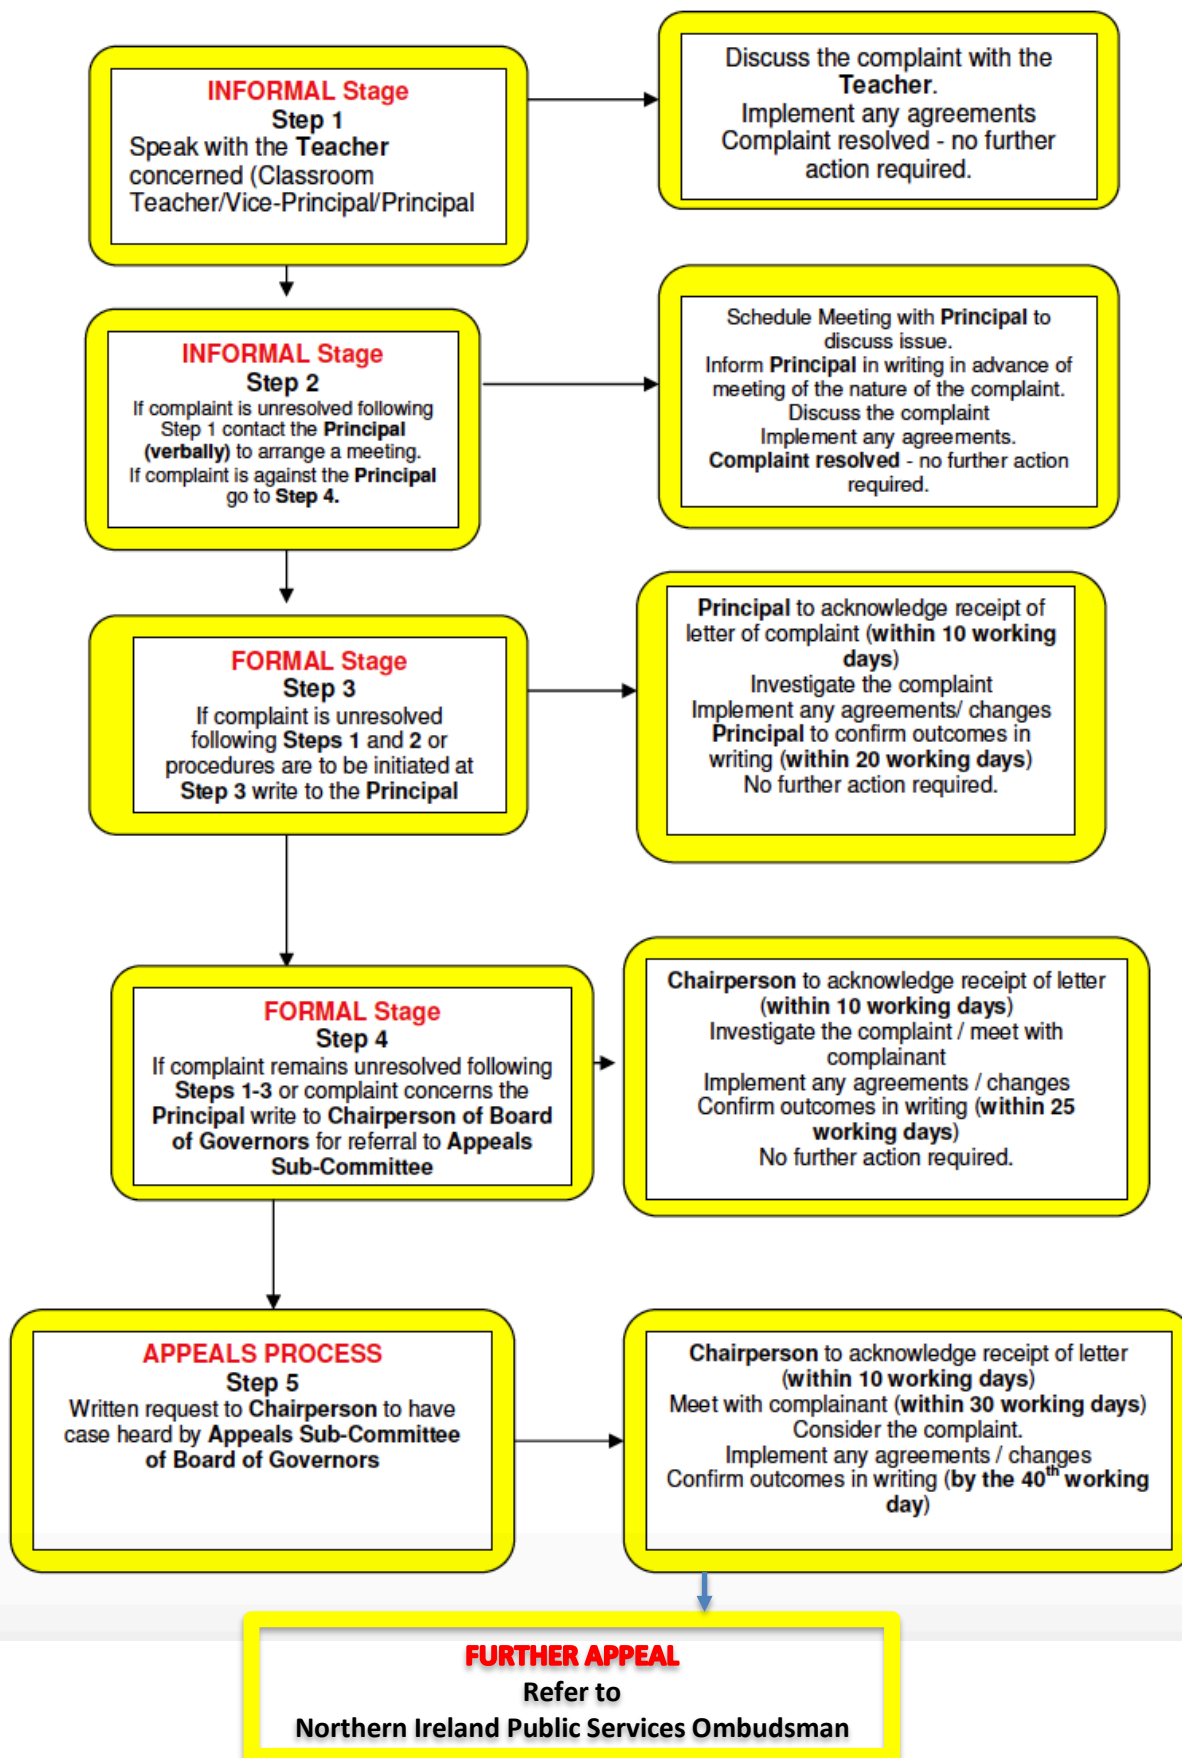 INFORMAL Stage
Step 1
Speak with the Teacher
concerned (Classroom
Teacher/Vice-Principal/Principal
Discuss the complaint with the
Teacher.
Implement any agreements
Complaint resolved - no further
action required.
INFORMAL Stage
Step 2
If complaint is unresolved following
Step 1 contact the Principal
(verbally) to arrange a meeting.
If complaint is against the Principal
go to Step 4.
Schedule Meeting with Principal to
discuss issue.
Inform Principal in writing in advance of
meeting of the nature of the complaint.
Discuss the complaint
Implement any agreements.
Complaint resolved - no further action
required.
FORMAL Stage
Step 3
If complaint is unresolved
following Steps 1 and 2 or
procedures are to be initiated at
Step 3 write to the Principal
Principal to acknowledge receipt of
letter of complaint (within 10 working
days)
Investigate the complaint
Implement any agreements/ changes
Principal to confirm outcomes in
writing (within 20 working days)
No further action required.
FORMAL Stage
Step 4
If complaint remains unresolved following
Steps 1-3 or complaint concerns the
Principal write to Chairperson of Board
of Governors for referral to Appeals
Sub-Committee
Chairperson to acknowledge receipt of letter
(within 10 working days)
Investigate the complaint / meet with
complainant
Implement any agreements / changes
Confirm outcomes in writing (within 25
working days)
No further action required.
APPEALS PROCESS
Step 5
Written request to Chairperson to have
case heard by Appeals Sub-Committee
of Board of Governors
Chairperson to acknowledge receipt of letter
(within 10 working days)
Meet with complainant (within 30 working days)
Consider the complaint.
Implement any agreements / changes
Confirm outcomes in writing (by the 40th working
day)
FURTHER APPEAL
Refer to
Northern Ireland Public Services Ombudsman